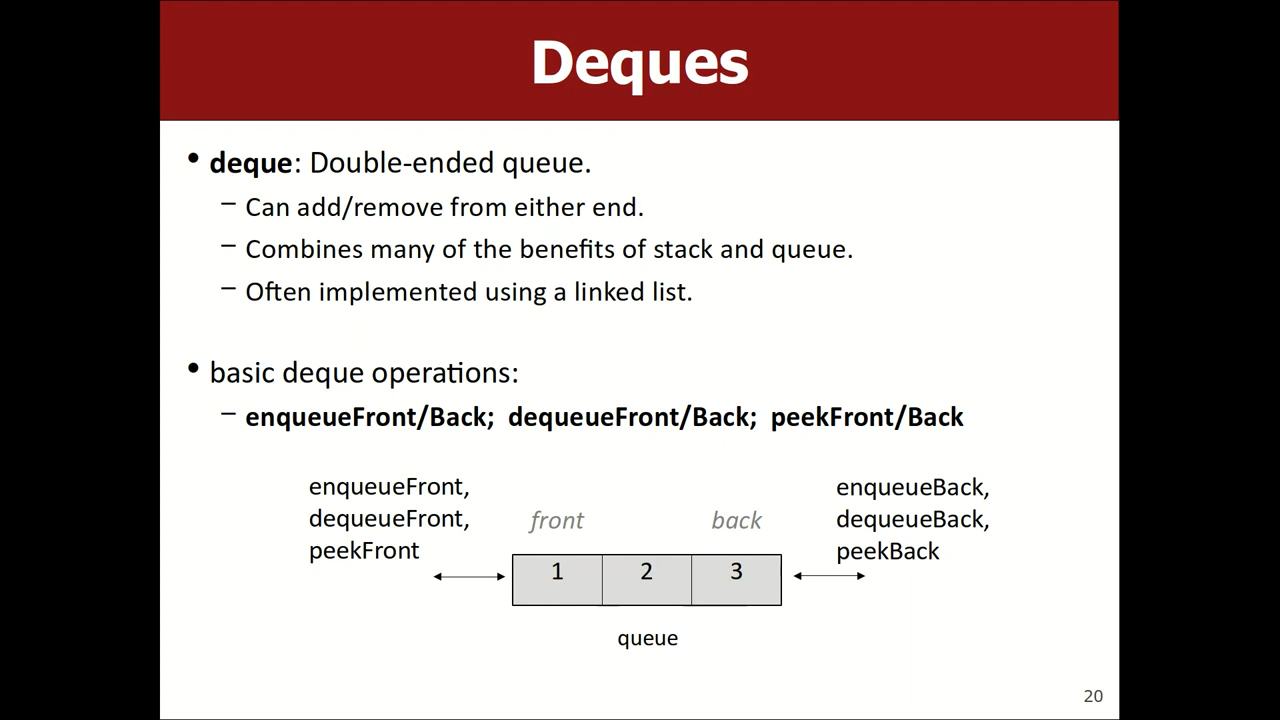 Deques
• deque: Double-ended queue.
– Can add/remove from either end.
– Combines many of the benefits of stack and queue.
– Often implemented using a linked list.
• basic deque operations:
– enqueueFront/Back; dequeueFront/Back; peekFront/Back
enqueueFront,
dequeueFront,
peekFront
front
back
enqueueBack,
dequeueBack,
peekBack
1 2 3
queue
20